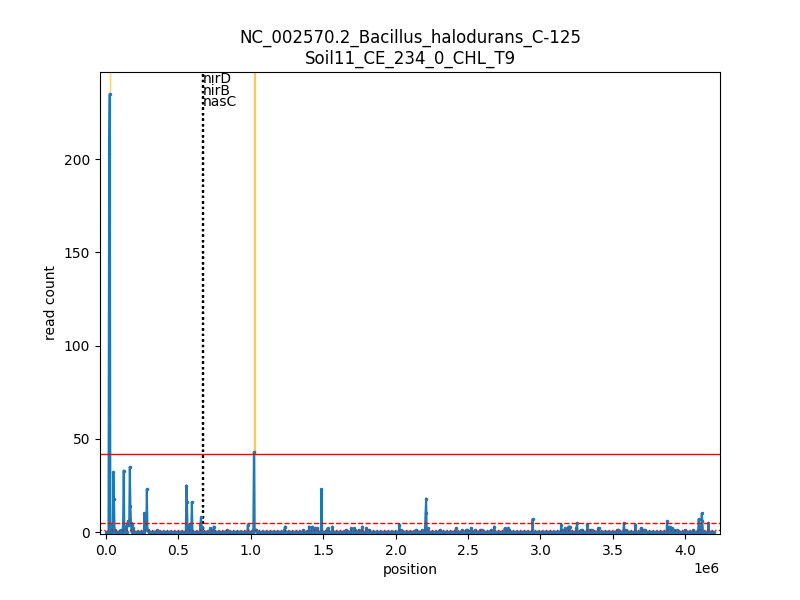 NC_002570.2_Bacillus_halodurans_C-125
Soil11_CE_234_0_CHL_T9
nirD
nirB
nasC
200
150
100
50
0
read count
0.0 0.5 1.0 1.5 2.0 2.5 3.0 3.5 4.0
1e6
position